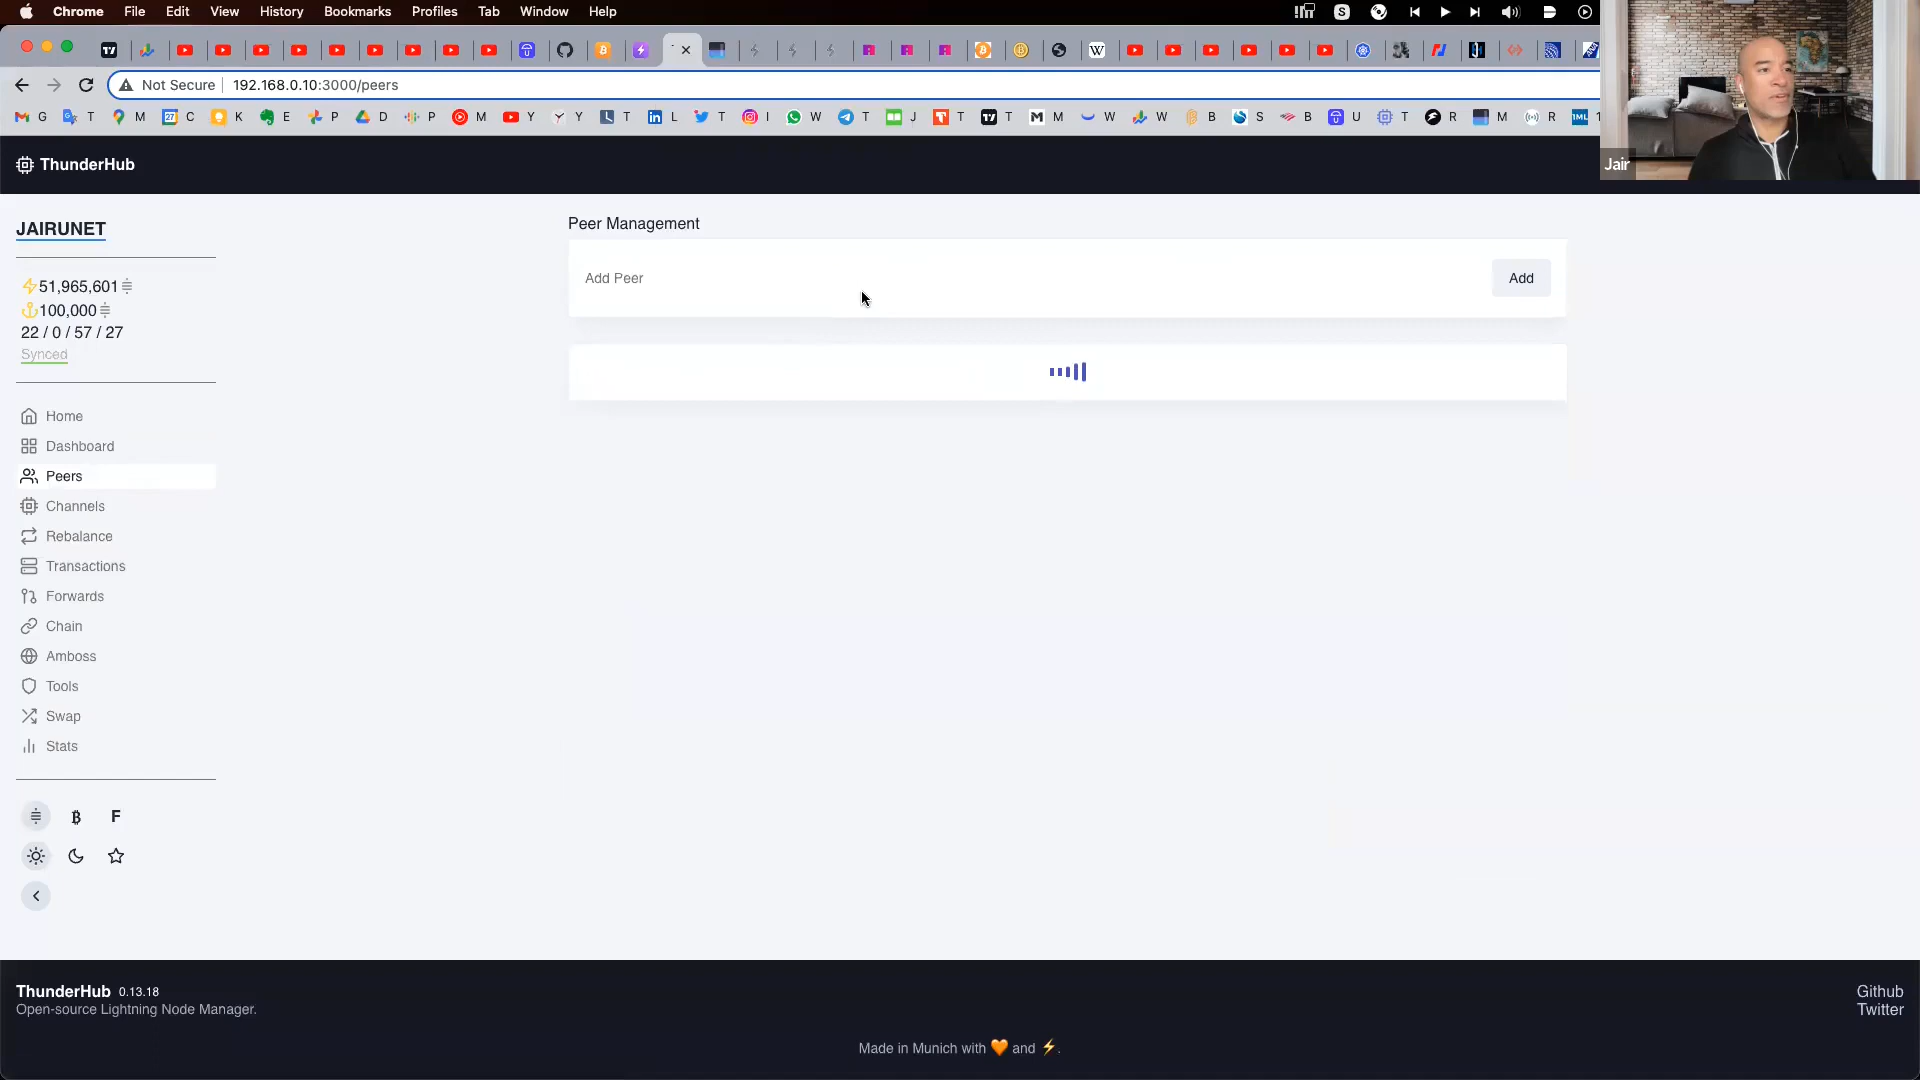 Chrome File Edit View History Bookmarks Profiles Tab Window Help
Not Secure 192.168.0.10:3000/peers
G T M C K E P D P M Y Y T L T I W T J T T M W W B S B U T R M R 1ML
Jair
ThunderHub
JAIRUNET
51,965,601
100,000
22 / 0 / 57 / 27
Synced
Home
Dashboard
Peers
Channels
Rebalance
Transactions
Forwards
Chain
Amboss
Tools
Swap
Stats
F
Peer Management
Add Peer
Add
ThunderHub 0.13.18
Open-source Lightning Node Manager.
Github
Twitter
Made in Munich with 🧡 and ⚡.